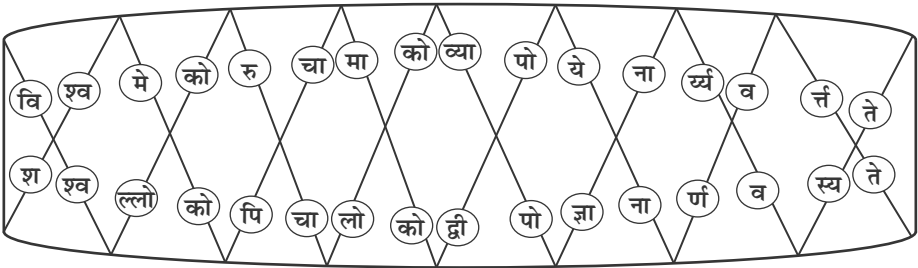 वि श्व मे को रु चा मा को व्या पो ये ना र्य्य व र्त्त ते
श श्व ल्लो को पि चा लो को द्वी पो ज्ञा ना र्ण व स्य ते